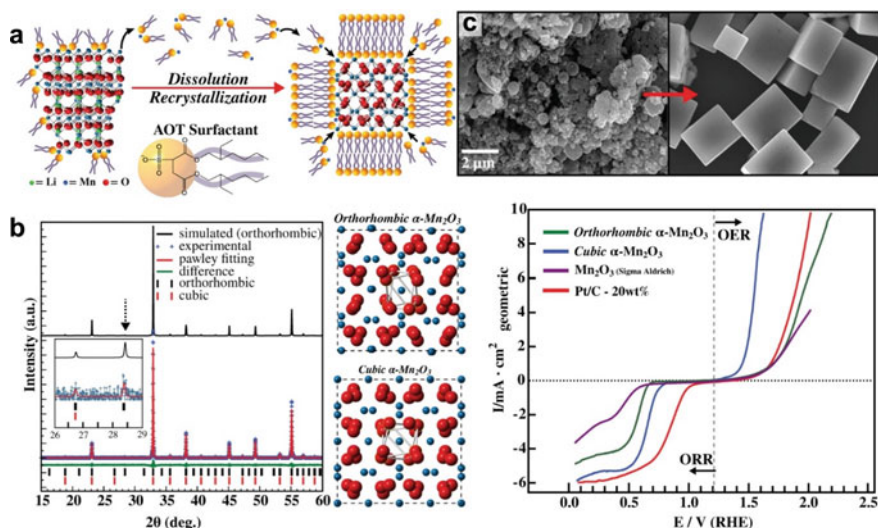 a
Dissolution
Recrystallization
AOT Surfactant
= Li = Mn = O
c
2 μm
b
simulated (orthorhombic)
experimental
pawley fitting
difference
orthorhombic
cubic
Intensity (a.u.)
26 27 28 29
15 20 25 30 35 40 45 50 55 60
2θ (deg.)
Orthorhombic α-Mn₂O₃
Cubic α-Mn₂O₃
I/mA · cm² geometric
10
8
6
4
2
0
-2
-4
-6
Orthorhombic α-Mn₂O₃
Cubic α-Mn₂O₃
Mn₂O₃ (Sigma Aldrich)
Pt/C - 20wt%
OER
ORR
0.0 0.5 1.0 1.5 2.0 2.5
E / V (RHE)